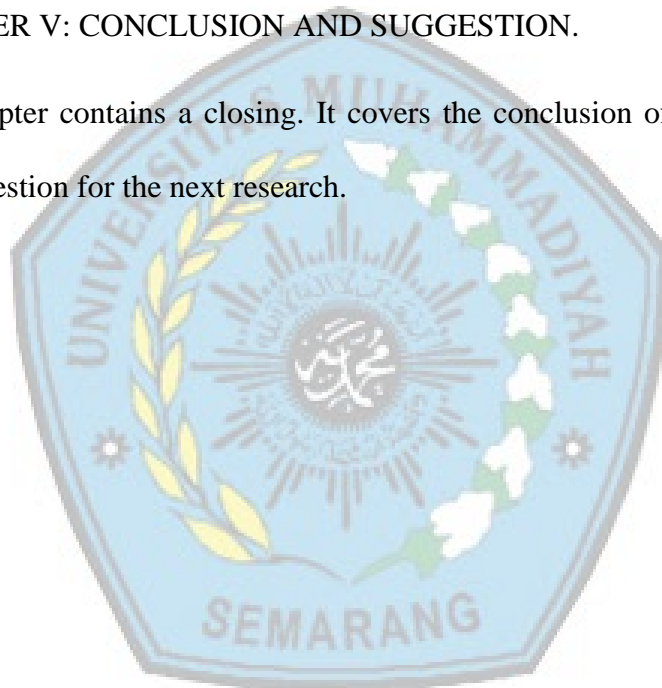 ER V: CONCLUSION AND SUGGESTION.
pter contains a closing. It covers the conclusion o
estion for the next research.
UNIVERSITAS MUHAMMADIYAH
SEMARANG